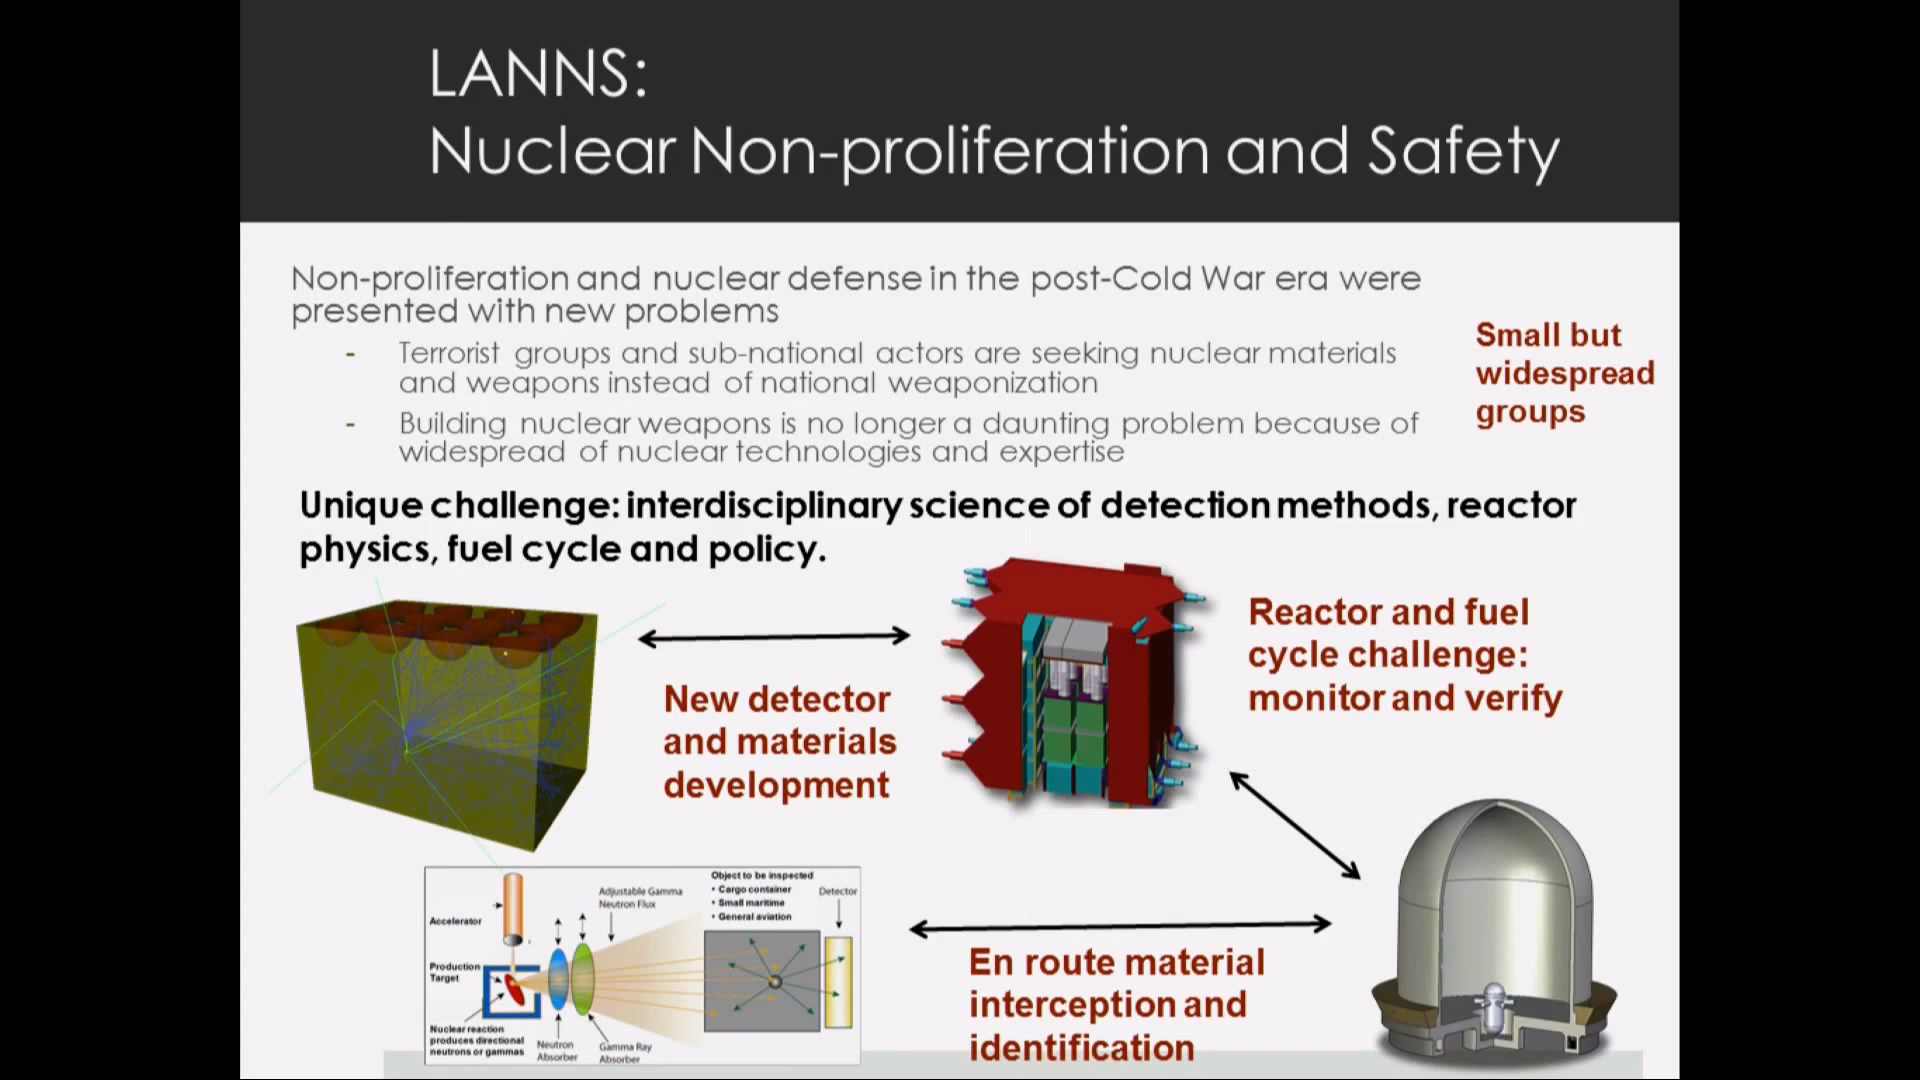 LANNS:
Nuclear Non-proliferation and Safety
Non-proliferation and nuclear defense in the post-Cold War era were
presented with new problems
- Terrorist groups and sub-national actors are seeking nuclear materials
and weapons instead of national weaponization
- Building nuclear weapons is no longer a daunting problem because of
widespread of nuclear technologies and expertise
Small but
widespread
groups
Unique challenge: interdisciplinary science of detection methods, reactor
physics, fuel cycle and policy.
New detector
and materials
development
Reactor and fuel
cycle challenge:
monitor and verify
Accelerator
Production
Target
Nuclear reaction
produces directional
neutrons or gammas
Neutron
Absorber
Gamma Ray
Absorber
Adjustable Gamma
Neutron Flux
Object to be inspected
• Cargo container
• Small maritime
• General aviation
Detector
En route material
interception and
identification